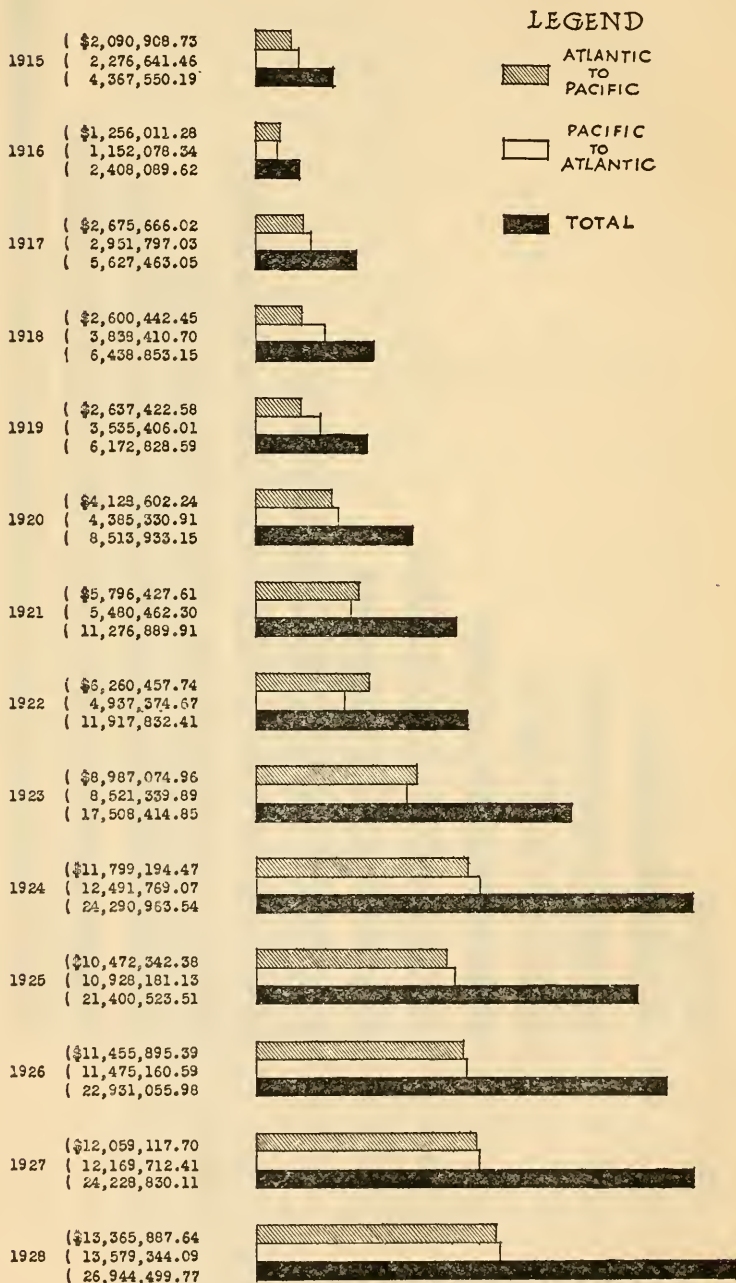 LEGEND
ATLANTIC
TO
PACIFIC
PACIFIC
TO
ATLANTIC
TOTAL
( $2,090,908.73
1915 ( 2,276,641.46
( 4,367,550.19
( $1,256,011.28
1916 ( 1,152,078.34
( 2,408,089.62
( $2,675,666.02
1917 ( 2,951,797.03
( 5,627,463.05
( $2,600,442.45
1918 ( 3,838,410.70
( 6,438.853.15
( $2,637,422.58
1919 ( 3,535,406.01
( 6,172,828.59
( $4,128,602.24
1920 ( 4,385,330.91
( 8,513,933.15
( $5,796,427.61
1921 ( 5,480,462.30
( 11,276,889.91
( $6,260,457.74
1922 ( 4,937,374.67
( 11,917,832.41
( $8,987,074.96
1923 ( 8,521,339.89
( 17,508,414.85
($11,799,194.47
1924 ( 12,491,769.07
( 24,290,963.54
($10,472,342.38
1925 ( 10,928,181.13
( 21,400,523.51
($11,455,895.39
1926 ( 11,475,160.59
( 22,931,055.98
($12,059,117.70
1927 ( 12,169,712.41
( 24,228,830.11
($13,365,887.64
1928 ( 13,579,344.09
( 26,944,499.77